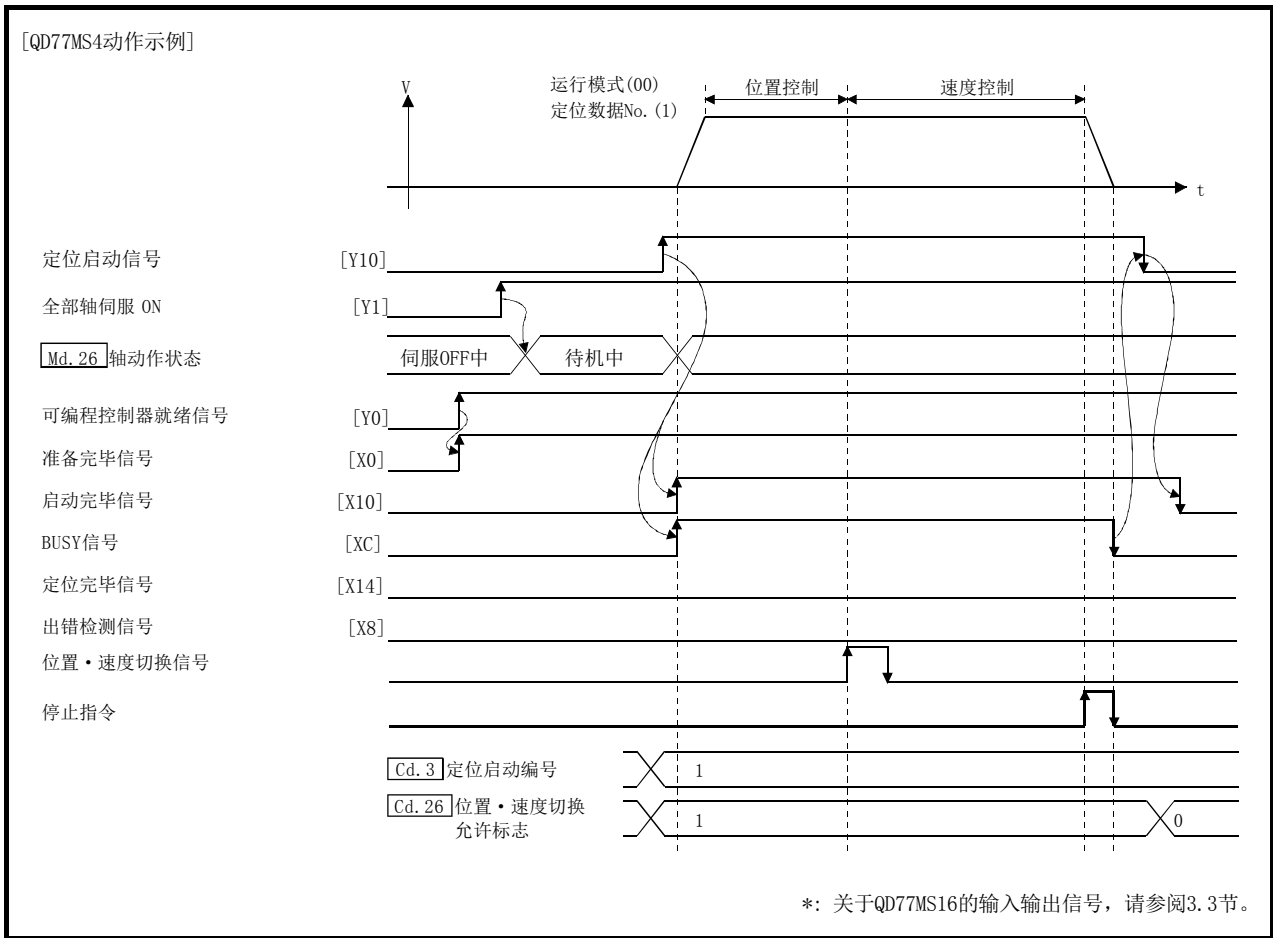 [QD77MS4动作示例]
V
运行模式(00)
定位数据No.(1)
位置控制
速度控制
t
定位启动信号 [Y10]
全部轴伺服 ON [Y1]
Md.26 轴动作状态 伺服OFF中 待机中
可编程控制器就绪信号 [Y0]
准备完毕信号 [X0]
启动完毕信号 [X10]
BUSY信号 [XC]
定位完毕信号 [X14]
出错检测信号 [X8]
位置・速度切换信号
停止指令
Cd.3 定位启动编号 1
Cd.26 位置・速度切换 1 0
允许标志
*: 关于QD77MS16的输入输出信号，请参阅3.3节。